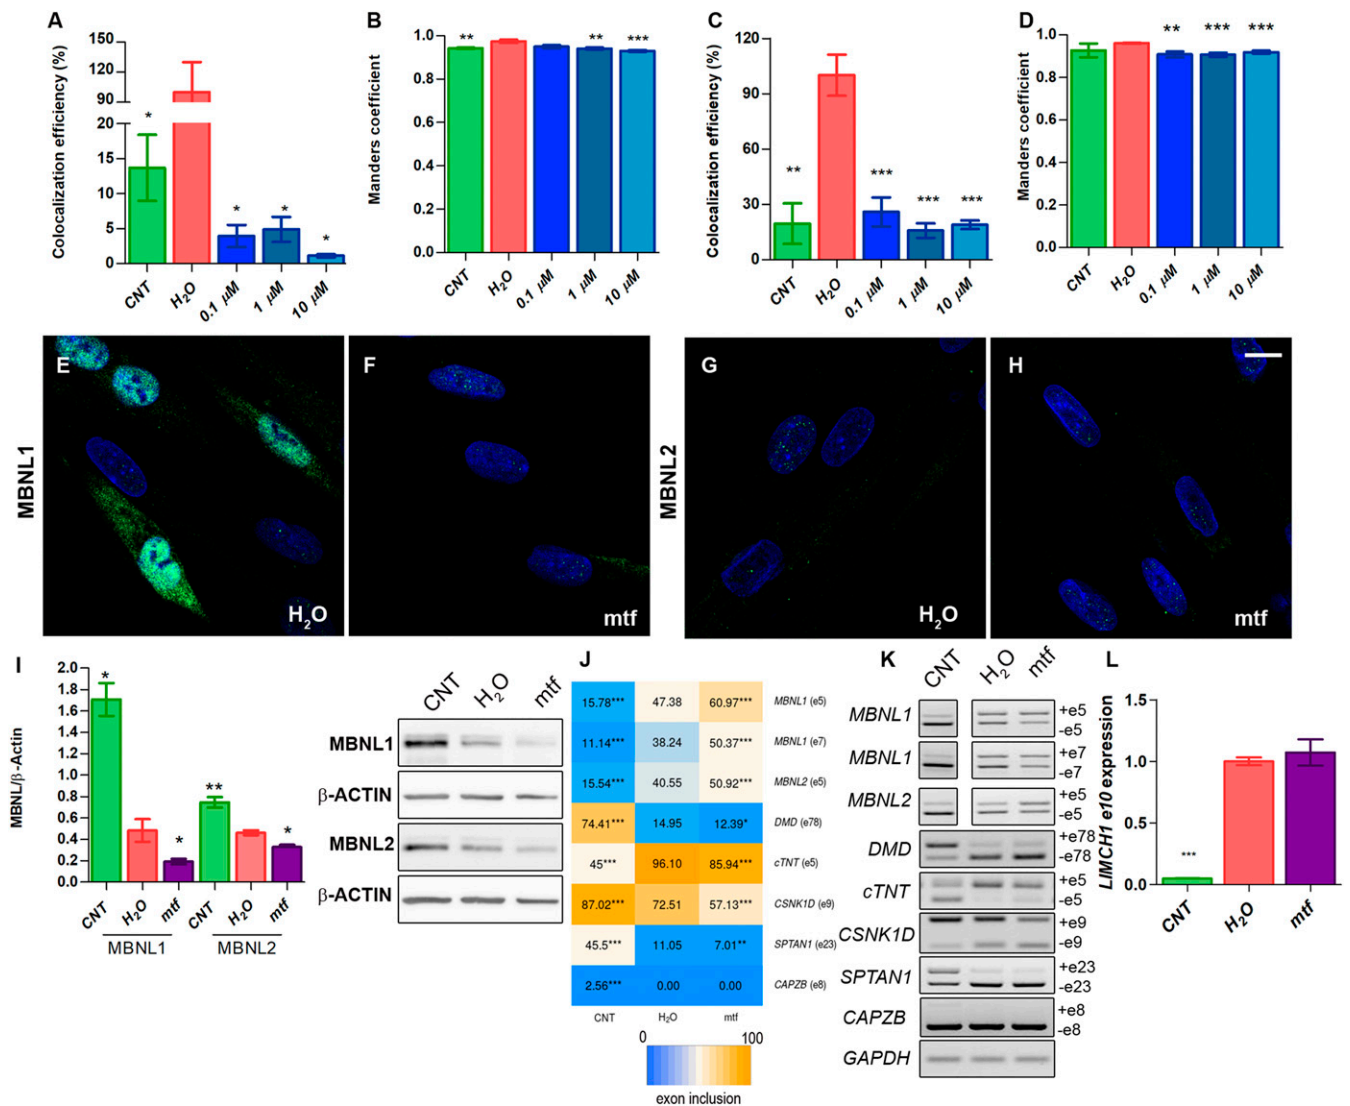 A
Colocalization efficiency (%)
150
120
90
20
15
10
5
0
*
*
*
*
CNT
H2O
0.1 µM
1 µM
10 µM
B
Manders coefficient
1.0
0.8
0.6
0.4
0.2
0.0
**
**
***
CNT
H2O
0.1 µM
1 µM
10 µM
C
Colocalization efficiency (%)
120
90
60
30
0
**
***
***
***
CNT
H2O
0.1 µM
1 µM
10 µM
D
Manders coefficient
1.0
0.8
0.6
0.4
0.2
0.0
**
***
***
CNT
H2O
0.1 µM
1 µM
10 µM
MBNL1
E
H2O
F
mtf
MBNL2
G
H2O
H
mtf
I
MBNL/β-Actin
2.0
1.8
1.6
1.4
1.2
1.0
0.8
0.6
0.4
0.2
0.0
*
*
**
*
CNT
H2O
mtf
CNT
H2O
mtf
MBNL1
MBNL2
CNT
H2O
mtf
MBNL1
β-ACTIN
MBNL2
β-ACTIN
J
15.78*** 47.38 60.97*** MBNL1 (e5)
11.14*** 38.24 50.37*** MBNL1 (e7)
15.54*** 40.55 50.92*** MBNL2 (e5)
74.41*** 14.95 12.39* DMD (e78)
45*** 96.10 85.94*** cTNT (e5)
87.02*** 72.51 57.13*** CSNK1D (e9)
45.5*** 11.05 7.01** SPTAN1 (e23)
2.56*** 0.00 0.00 CAPZB (e8)
CNT H2O mtf
0 100
exon inclusion
K
CNT
H2O
mtf
MBNL1 +e5
-e5
MBNL1 +e7
-e7
MBNL2 +e5
-e5
DMD +e78
-e78
cTNT +e5
-e5
CSNK1D +e9
-e9
SPTAN1 +e23
-e23
CAPZB +e8
-e8
GAPDH
L
LIMCH1 e10 expression
1.5
1.0
0.5
0.0
***
CNT
H2O
mtf